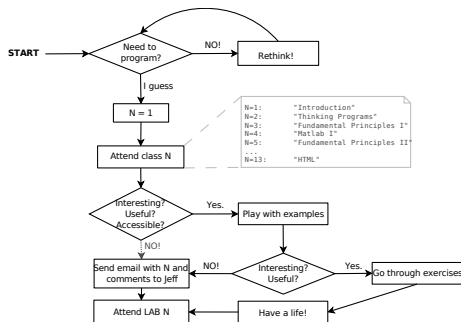 START
Need to
program?
NO!
Rethink!
I guess
N = 1
N=1: "Introduction"
N=2: "Thinking Programs"
N=3: "Fundamental Principles I"
N=4: "Matlab I"
N=5: "Fundamental Principles II"
...
N=13: "HTML"
Attend class N
Interesting?
Useful?
Accessible?
Yes.
Play with examples
NO!
Send email with N and
comments to Jeff
NO!
Interesting?
Useful?
Yes.
Go through exercises
Attend LAB N
Have a life!